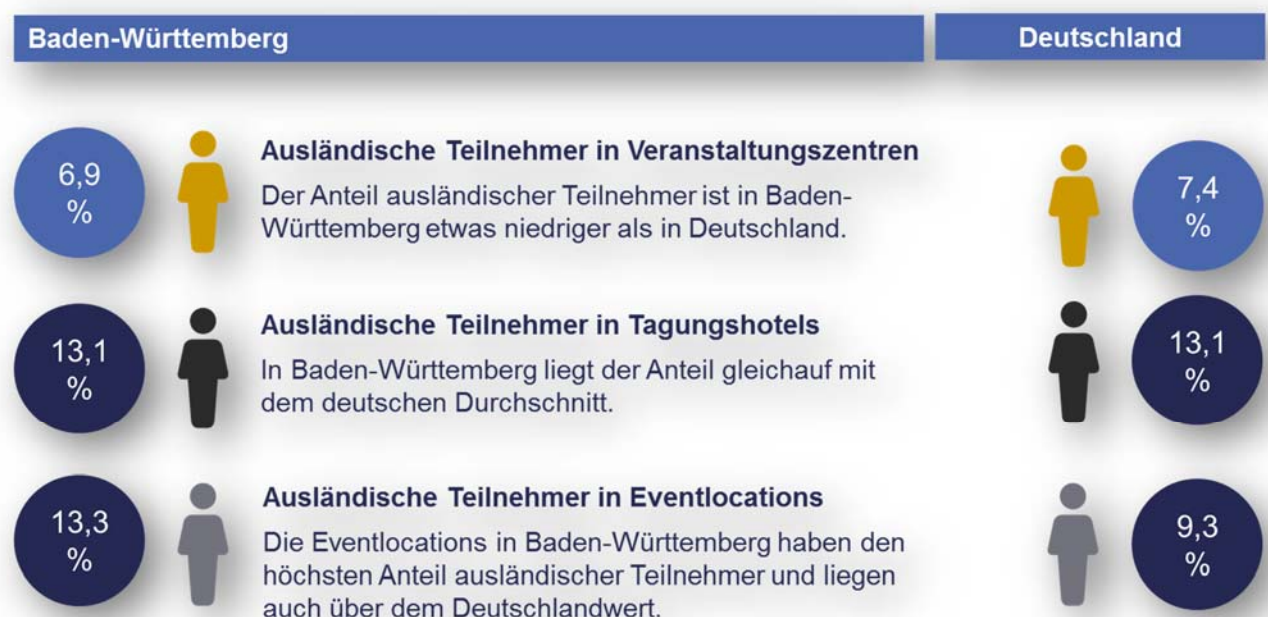 Baden-Württemberg
Deutschland
6,9
%
Ausländische Teilnehmer in Veranstaltungszentren
Der Anteil ausländischer Teilnehmer ist in Baden-
Württemberg etwas niedriger als in Deutschland.
7,4
%
13,1
%
Ausländische Teilnehmer in Tagungshotels
In Baden-Württemberg liegt der Anteil gleichauf mit
dem deutschen Durchschnitt.
13,1
%
13,3
%
Ausländische Teilnehmer in Eventlocations
Die Eventlocations in Baden-Württemberg haben den
höchsten Anteil ausländischer Teilnehmer und liegen
auch über dem Deutschlandwert.
9,3
%